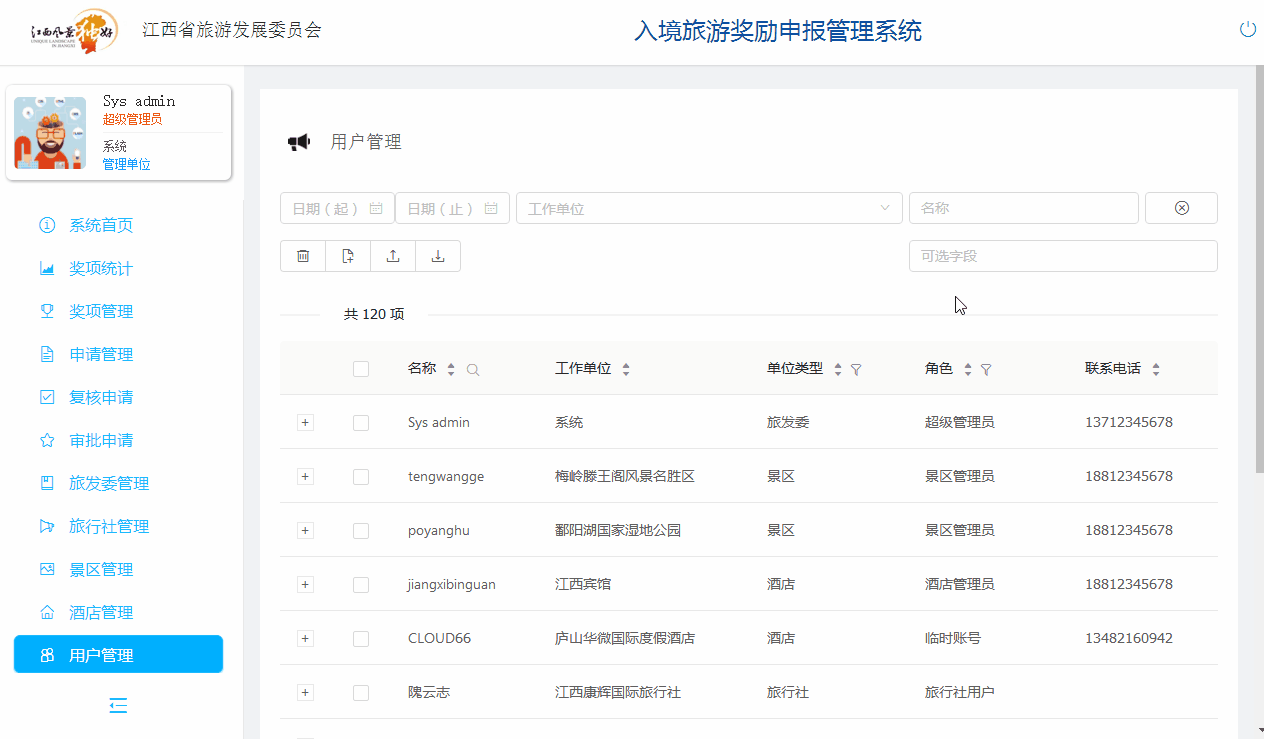 江西风景独好
UNIQUE LANDSCAPE
IN JIANGXI
江西省旅游发展委员会
入境旅游奖励申报管理系统
Sys admin
超级管理员
系统
管理单位
系统首页
奖项统计
奖项管理
申请管理
复核申请
审批申请
旅发委管理
旅行社管理
景区管理
酒店管理
用户管理
用户管理
日期（起） 日期（止） 工作单位 名称
可选字段
共 120 项
名称 工作单位 单位类型 角色 联系电话
Sys admin 系统 旅发委 超级管理员 13712345678
tengwangge 梅岭滕王阁风景名胜区 景区 景区管理员 18812345678
poyanghu 鄱阳湖国家湿地公园 景区 景区管理员 18812345678
jiangxibinguan 江西宾馆 酒店 酒店管理员 18812345678
CLOUD66 庐山华微国际度假酒店 酒店 临时账号 13482160942
隗云志 江西康辉国际旅行社 旅行社 旅行社用户